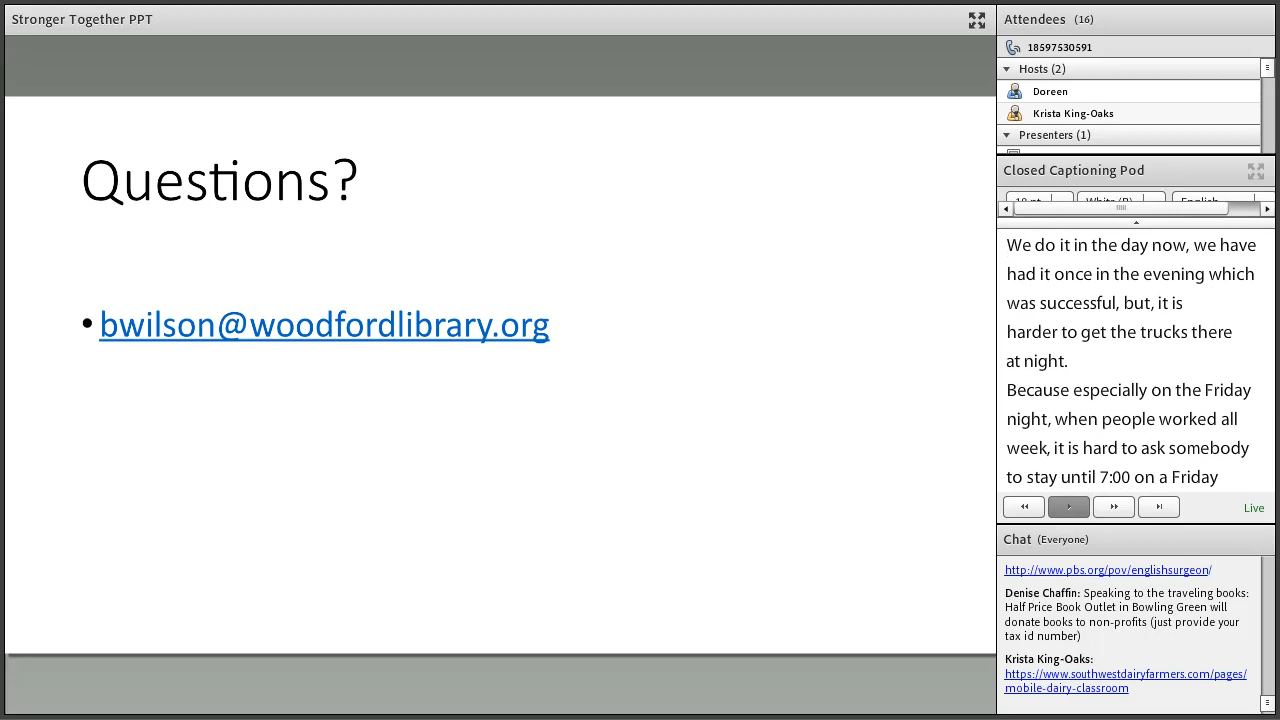 Stronger Together PPT
Questions?
• bwilson@woodfordlibrary.org
Attendees (16)
18597530591
Hosts (2)
Doreen
Krista King-Oaks
Presenters (1)
Closed Captioning Pod
18 pt
White (B)
English
We do it in the day now, we have
had it once in the evening which
was successful, but, it is
harder to get the trucks there
at night.
Because especially on the Friday
night, when people worked all
week, it is hard to ask somebody
to stay until 7:00 on a Friday
Live
Chat (Everyone)
http://www.pbs.org/pov/englishsurgeon/
Denise Chaffin: Speaking to the traveling books:
Half Price Book Outlet in Bowling Green will
donate books to non-profits (just provide your
tax id number)
Krista King-Oaks:
https://www.southwestdairyfarmers.com/pages/
mobile-dairy-classroom